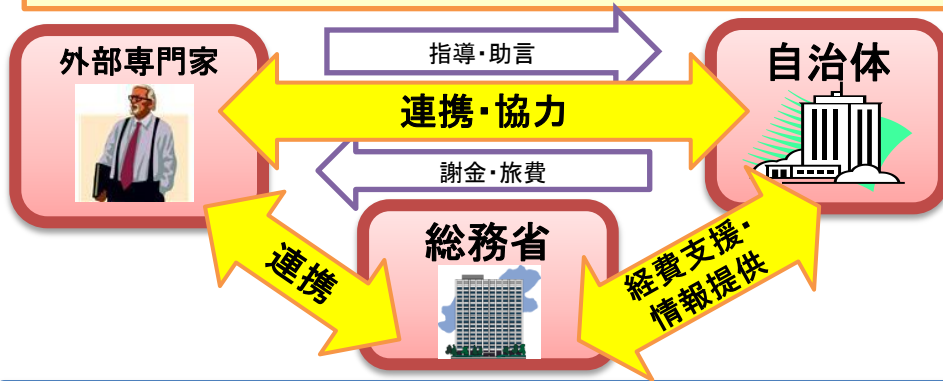 外部専門家
指導・助言
自治体
連携・協力
謝金・旅費
総務省
連携
経費支援・
情報提供